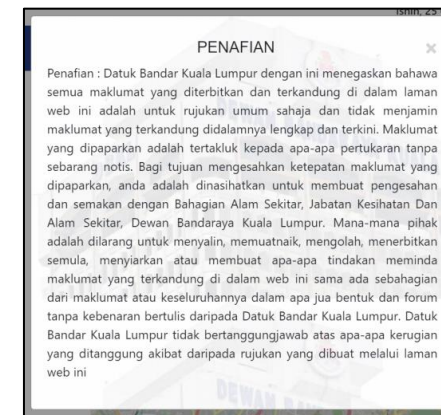 Isnin, 25
PENAFIAN
×
Penafian : Datuk Bandar Kuala Lumpur dengan ini menegaskan bahawa
semua maklumat yang diterbitkan dan terkandung di dalam laman
web ini adalah untuk rujukan umum sahaja dan tidak menjamin
maklumat yang terkandung didalamnya lengkap dan terkini. Maklumat
yang dipaparkan adalah tertakluk kepada apa-apa pertukaran tanpa
sebarang notis. Bagi tujuan mengesahkan ketepatan maklumat yang
dipaparkan, anda adalah dinasihatkan untuk membuat pengesahan
dan semakan dengan Bahagian Alam Sekitar, Jabatan Kesihatan Dan
Alam Sekitar, Dewan Bandaraya Kuala Lumpur. Mana-mana pihak
adalah dilarang untuk menyalin, memuatnaik, mengolah, menerbitkan
semula, menyiarkan atau membuat apa-apa tindakan meminda
maklumat yang terkandung di dalam web ini sama ada sebahagian
dari maklumat atau keseluruhannya dalam apa jua bentuk dan forum
tanpa kebenaran bertulis daripada Datuk Bandar Kuala Lumpur. Datuk
Bandar Kuala Lumpur tidak bertanggungjawab atas apa-apa kerugian
yang ditanggung akibat daripada rujukan yang dibuat melalui laman
web ini